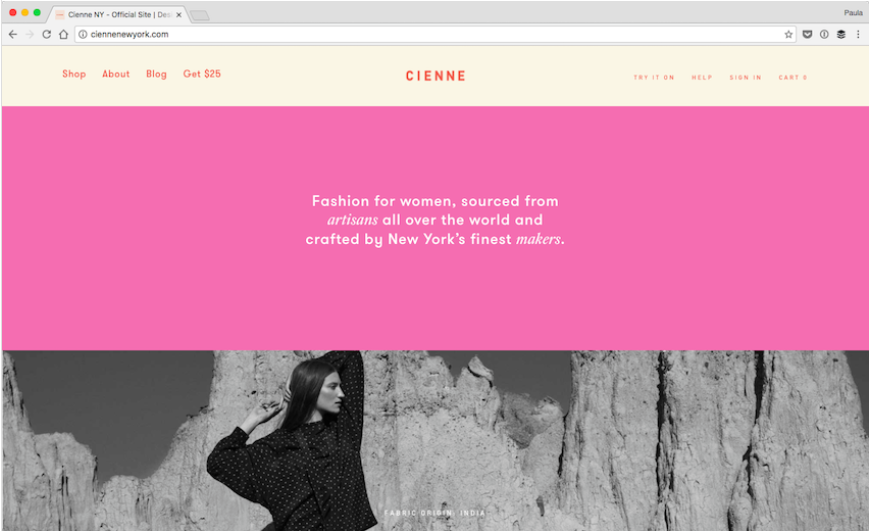 Cienne NY – Official Site | Des
Paula
ciennenewyork.com
Shop About Blog Get $25
CIENNE
TRY IT ON HELP SIGN IN CART 0
Fashion for women, sourced from
artisans all over the world and
crafted by New York's finest makers.
FABRIC ORIGIN: INDIA